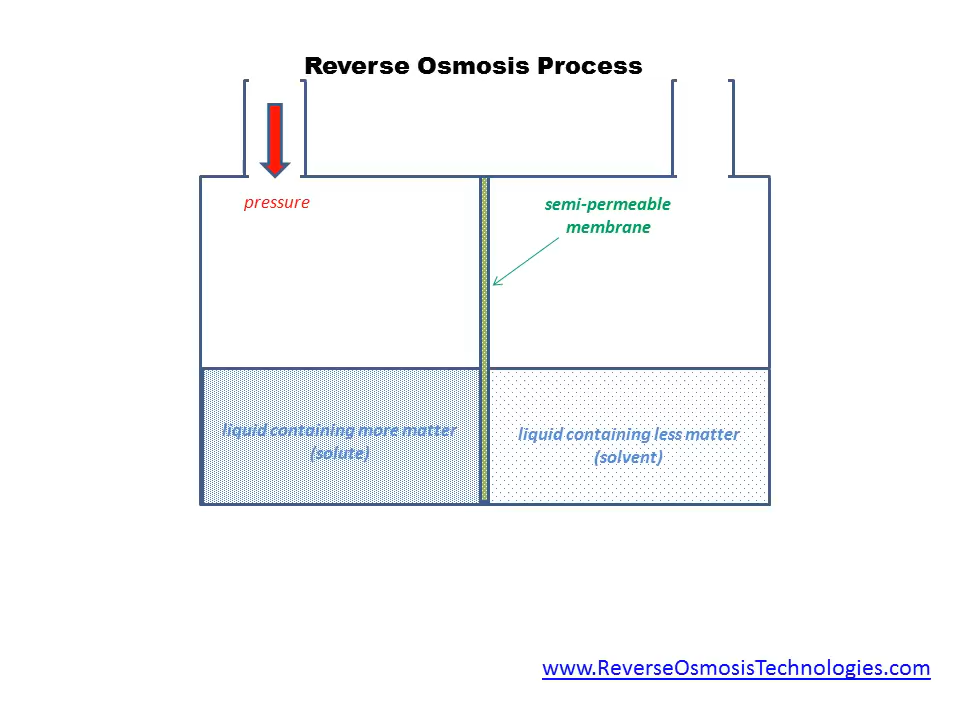 Reverse Osmosis Process
pressure
semi-permeable
membrane
liquid containing more matter
(solute)
liquid containing less matter
(solvent)
www.ReverseOsmosisTechnologies.com